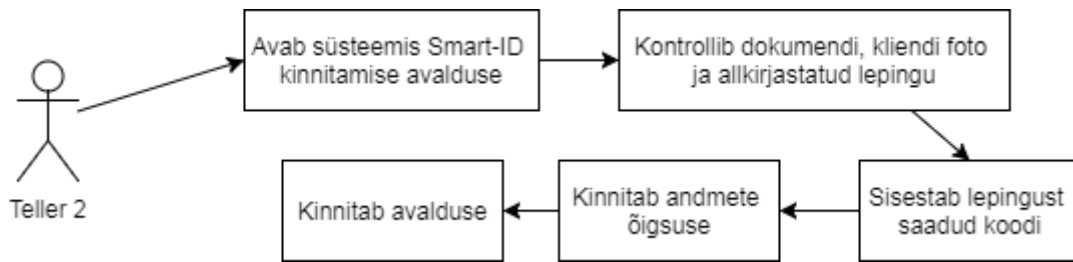 Teller 2
Avab süsteemis Smart-ID
kinnitamise avalduse
Kontrollib dokumendi, kliendi foto
ja allkirjastatud lepingu
Sisestab lepingust
saadud koodi
Kinnitab andmete
õigsuse
Kinnitab avalduse